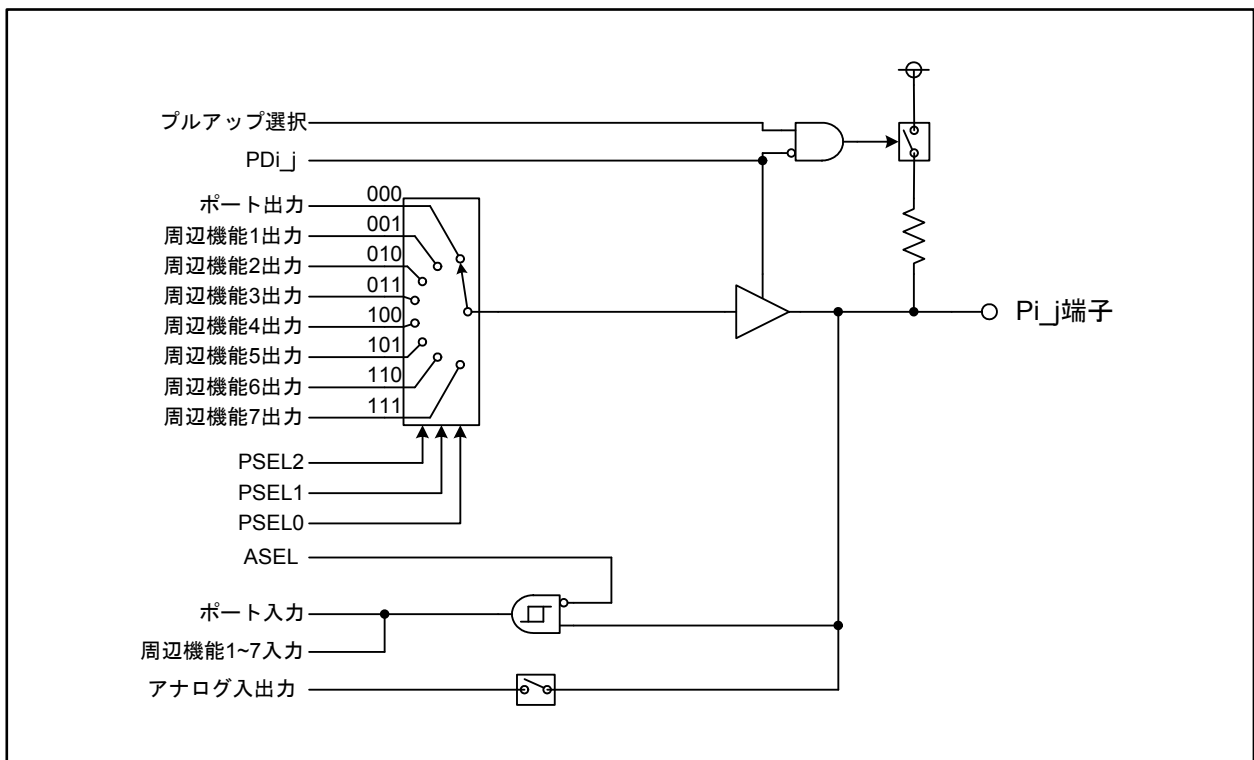 プルアップ選択
PDi_j
ポート出力
000
周辺機能1出力
001
周辺機能2出力
010
周辺機能3出力
011
周辺機能4出力
100
周辺機能5出力
101
周辺機能6出力
110
周辺機能7出力
111
Pi_j端子
PSEL2
PSEL1
PSEL0
ASEL
ポート入力
周辺機能1~7入力
アナログ入出力